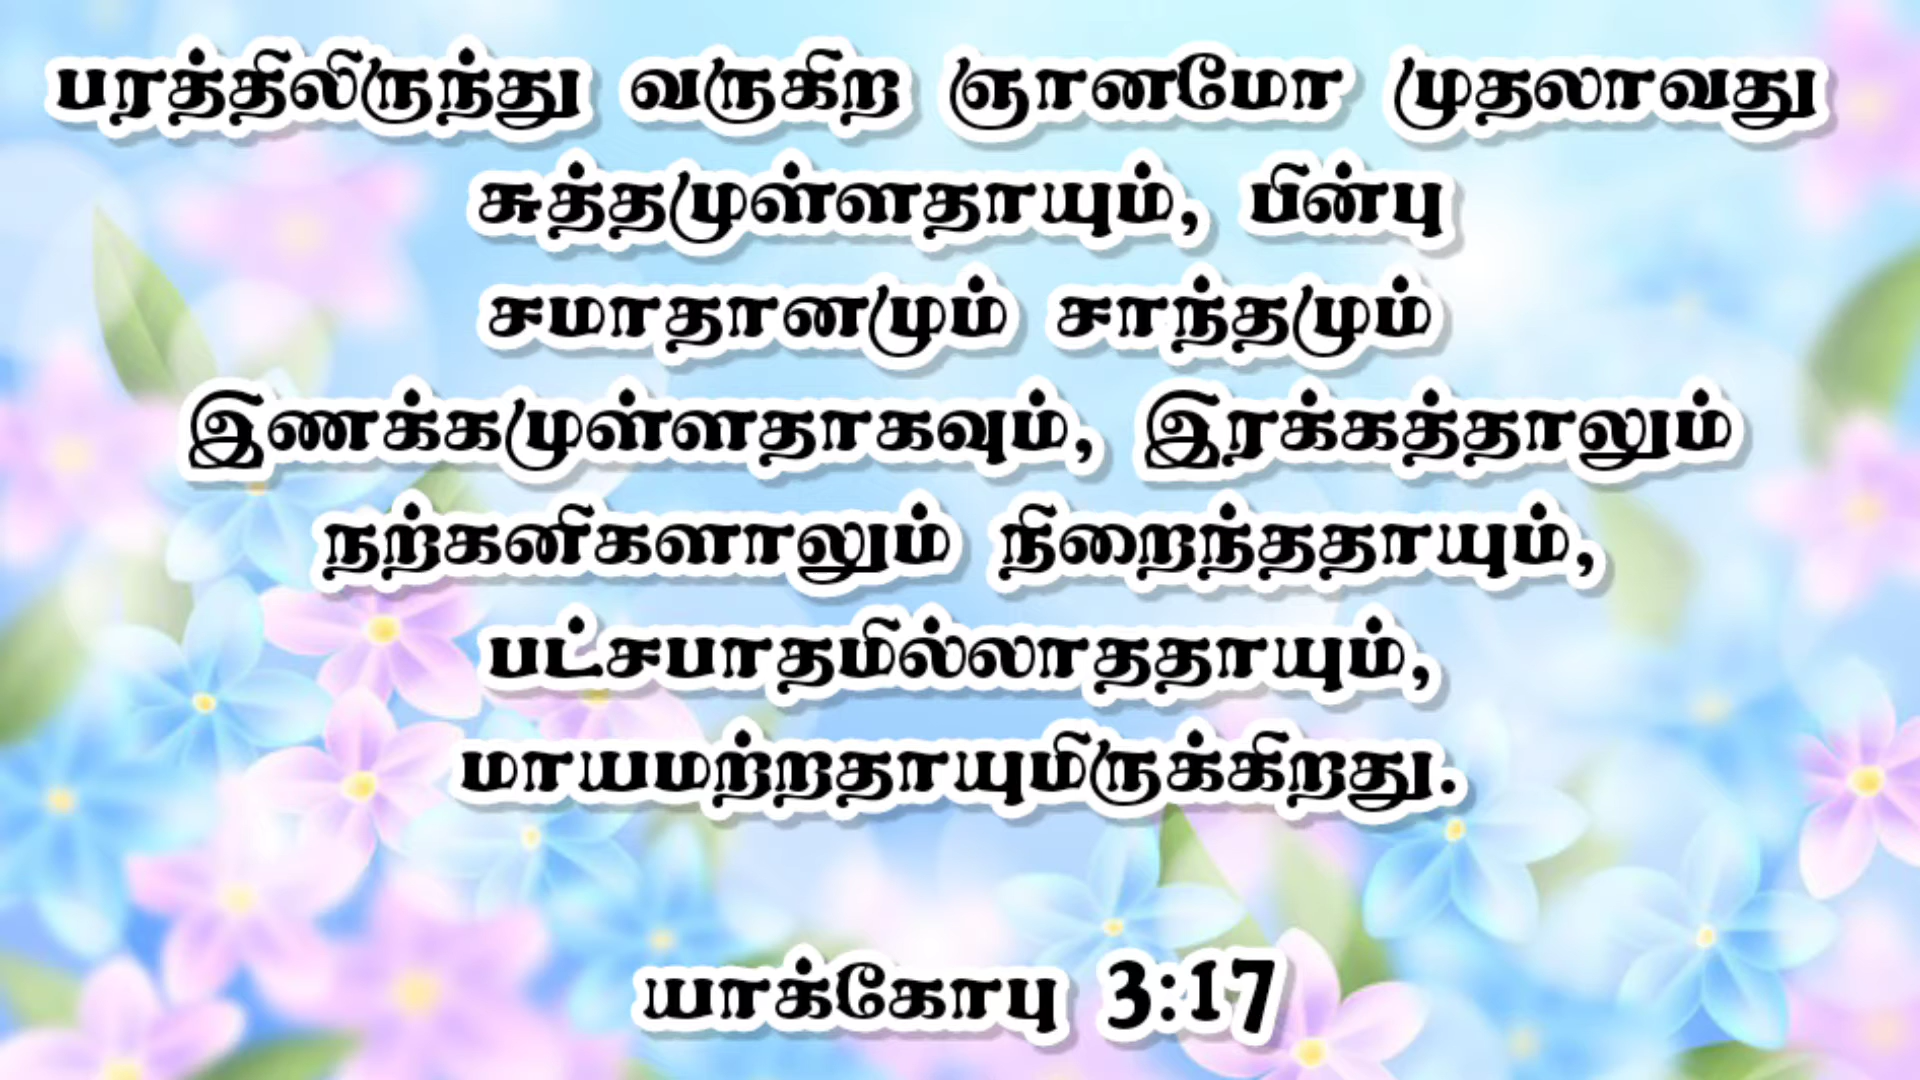 பரத்திலிருந்து வருகிற ஞானமோ முதலாவது
சுத்தமுள்ளதாயும், பின்பு
சமாதானமும் சாந்தமும்
இணக்கமுள்ளதாகவும், இரக்கத்தாலும்
நற்கனிகளாலும் நிறைந்ததாயும்,
பட்சபாதமில்லாததாயும்,
மாயமற்றதாயுமிருக்கிறது.
யாக்கோபு 3:17